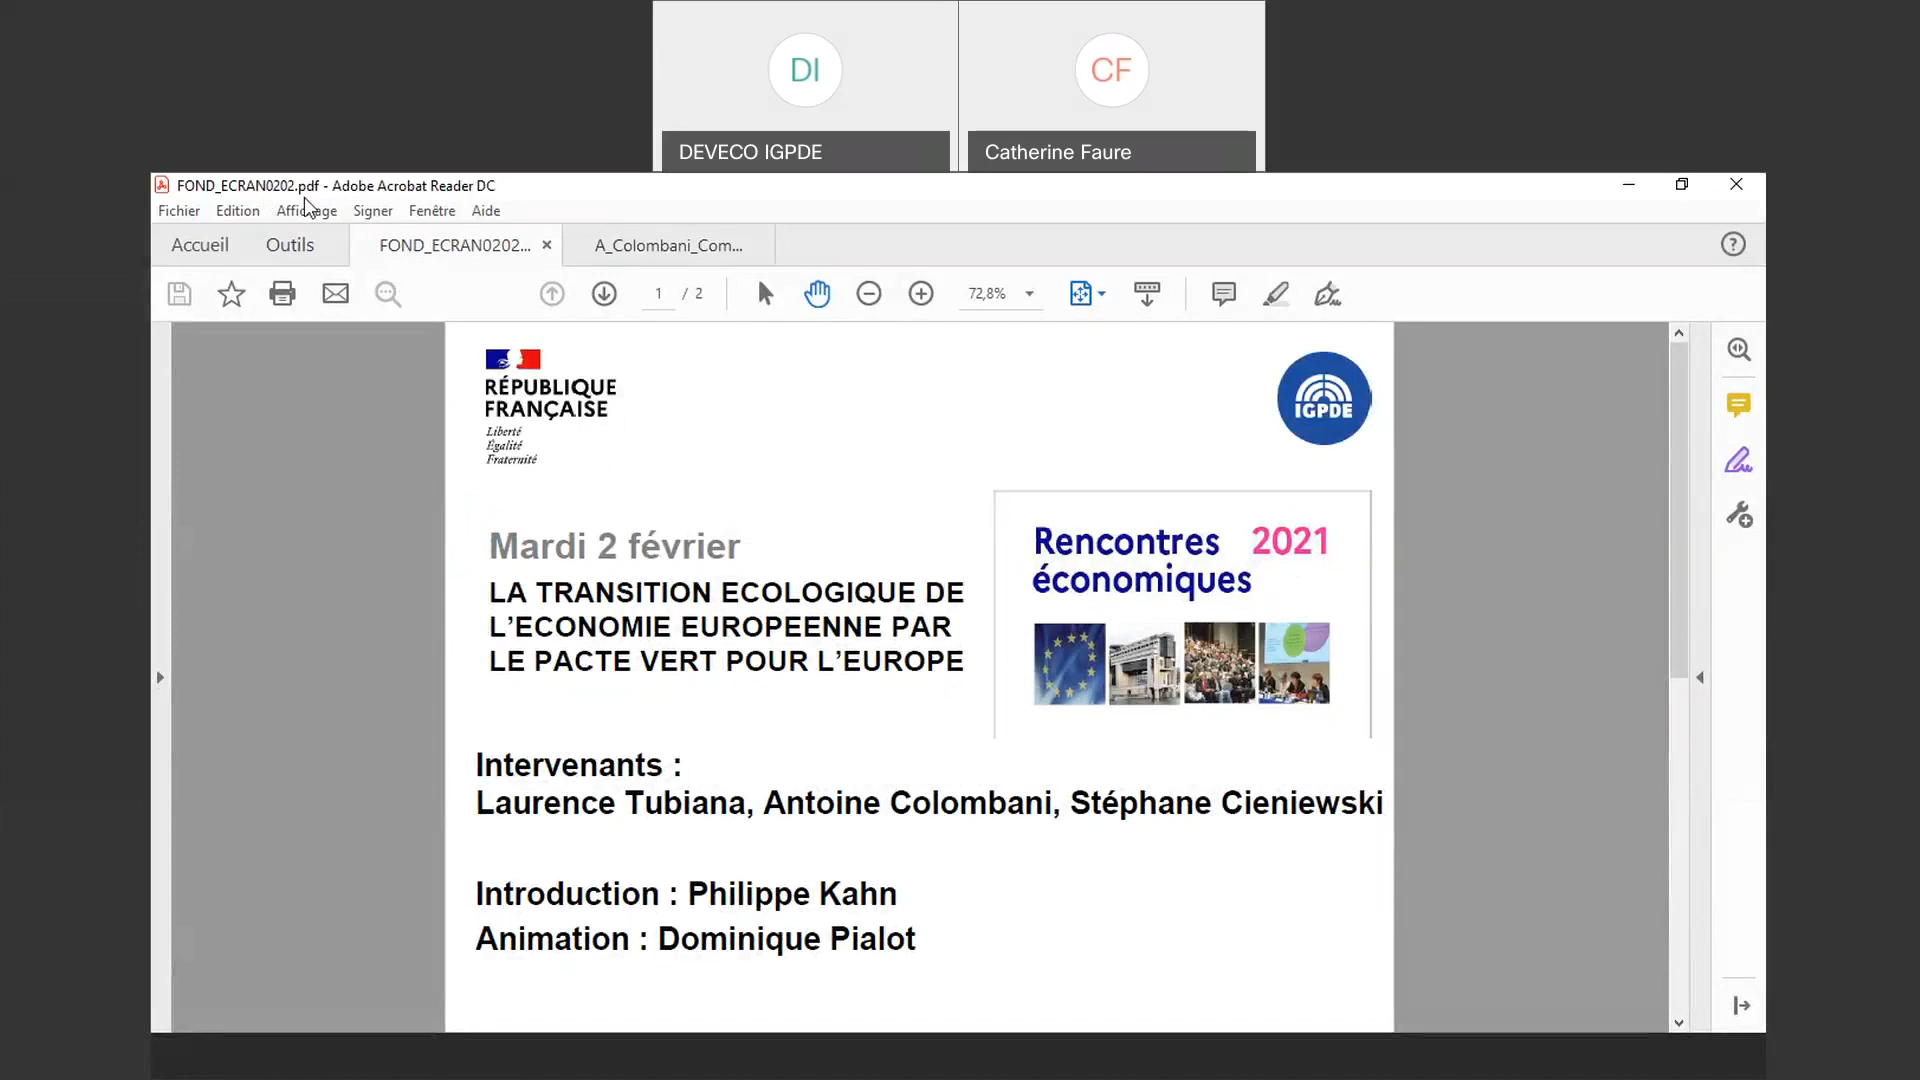 DI
CF
DEVECO IGPDE
Catherine Faure
FOND_ECRAN0202.pdf - Adobe Acrobat Reader DC
Fichier Edition Affichage Signer Fenêtre Aide
Accueil Outils FOND_ECRAN0202... × A_Colombani_Com...
1 / 2 72,8%
RÉPUBLIQUE
FRANÇAISE
Liberté
Égalité
Fraternité
IGPDE
Mardi 2 février
LA TRANSITION ECOLOGIQUE DE
L’ECONOMIE EUROPEENNE PAR
LE PACTE VERT POUR L’EUROPE
Rencontres 2021
économiques
Intervenants :
Laurence Tubiana, Antoine Colombani, Stéphane Cieniewski
Introduction : Philippe Kahn
Animation : Dominique Pialot